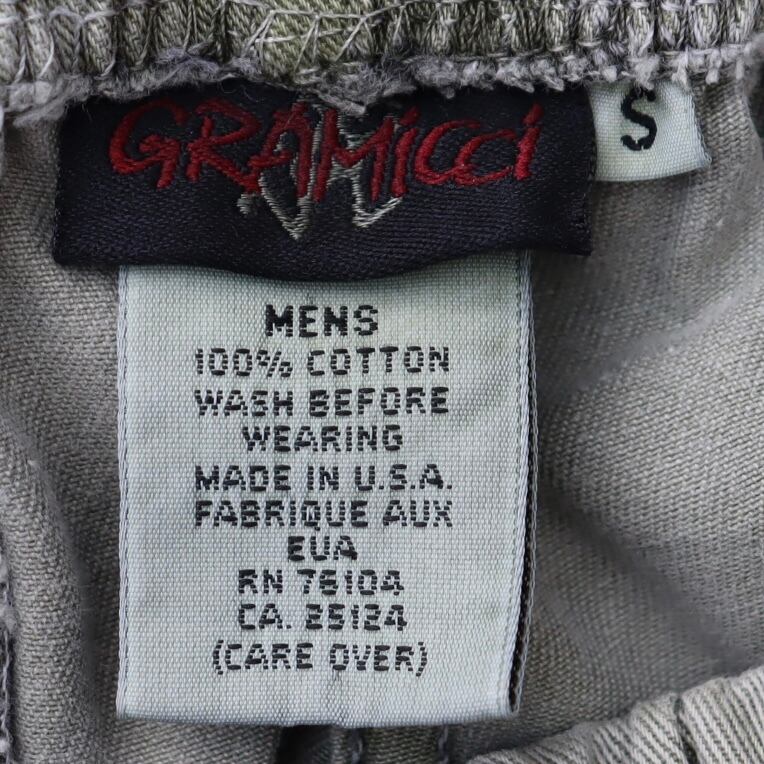 GRAMicci
S
MENS
100% COTTON
WASH BEFORE
WEARING
MADE IN U.S.A.
FABRIQUE AUX
EUA
RN 76104
CA. 25124
(CARE OVER)